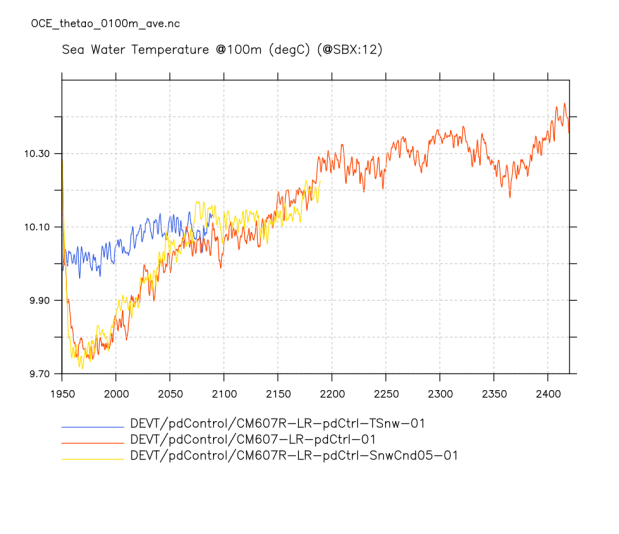 OCE_thetao_0100m_ave.nc
Sea Water Temperature @100m (degC) (@SBX:12)
10.30
10.10
9.90
9.70
1950 2000 2050 2100 2150 2200 2250 2300 2350 2400
DEVT/pdControl/CM607R-LR-pdCtrl-TSnw-01
DEVT/pdControl/CM607-LR-pdCtrl-01
DEVT/pdControl/CM607R-LR-pdCtrl-SnwCnd05-01